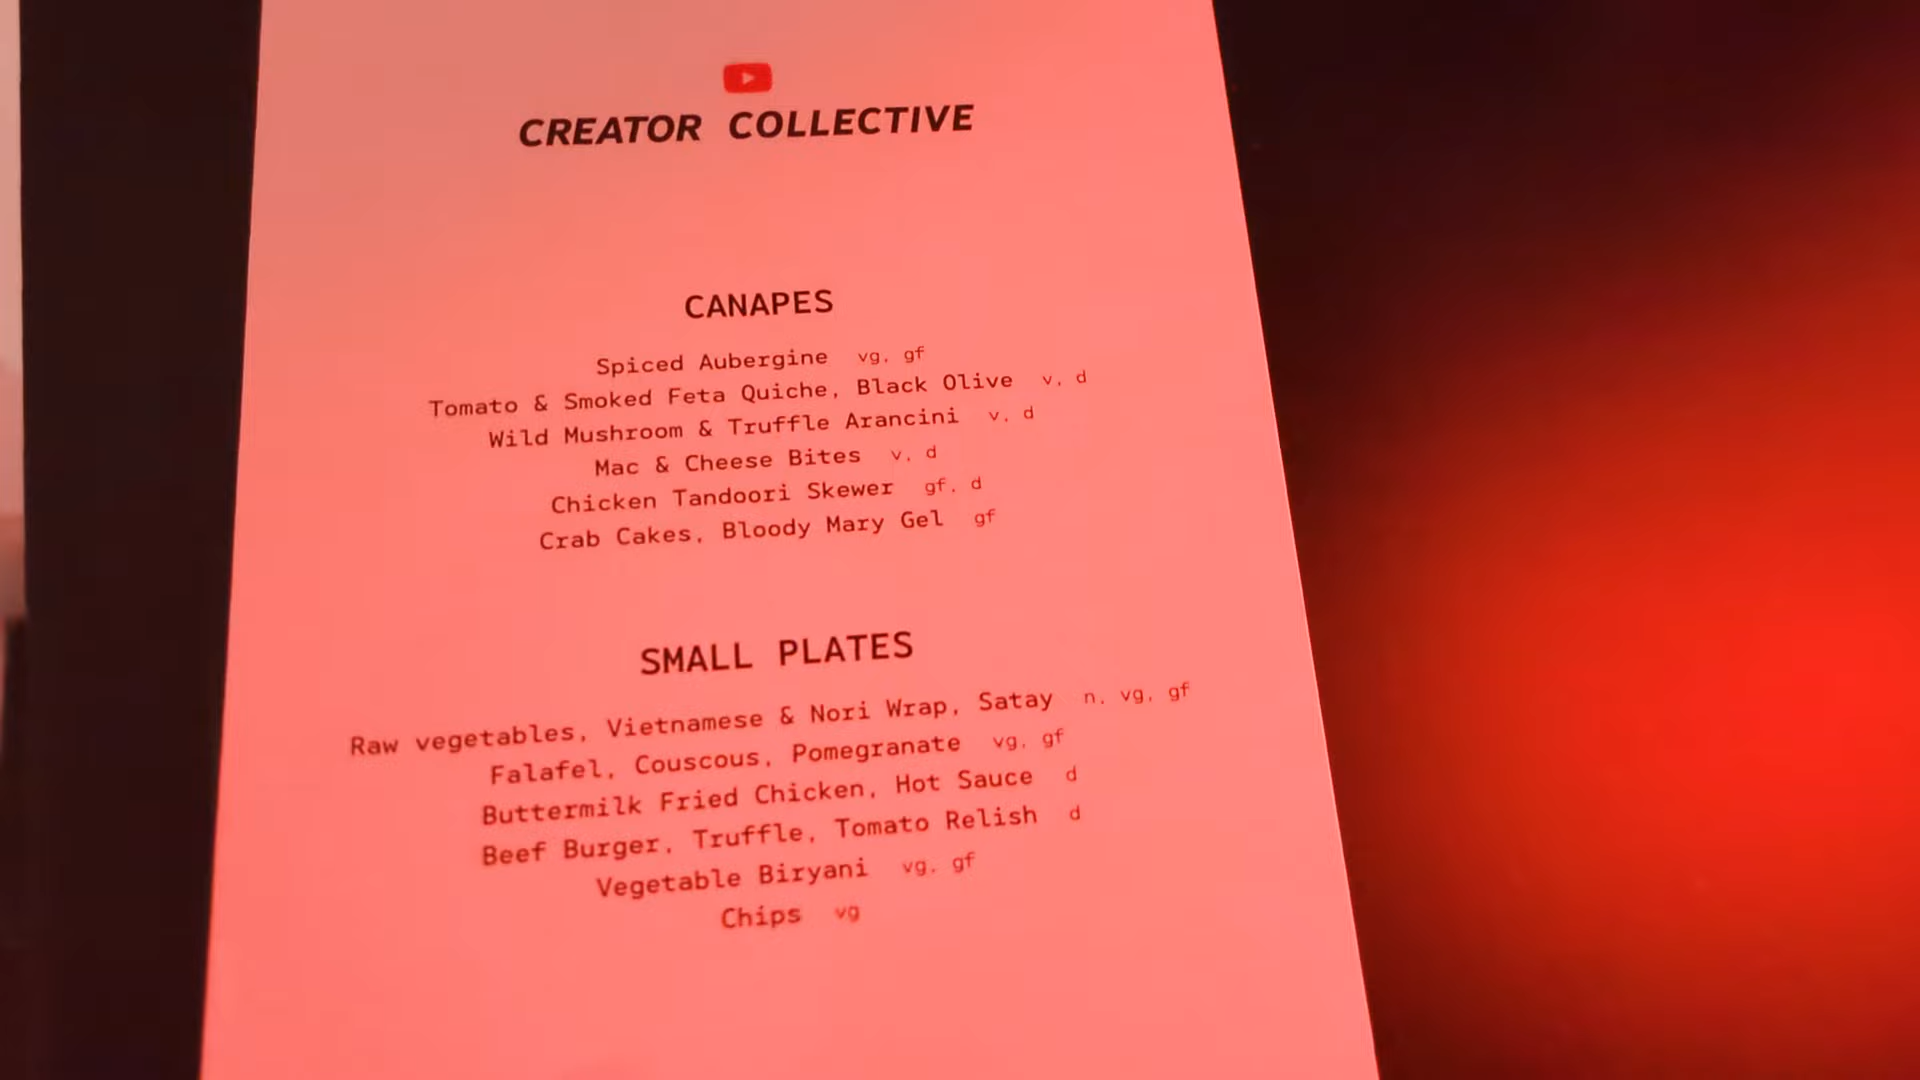 CREATOR COLLECTIVE
CANAPES
Spiced Aubergine vg, gf
Tomato & Smoked Feta Quiche, Black Olive v, d
Wild Mushroom & Truffle Arancini v, d
Mac & Cheese Bites v, d
Chicken Tandoori Skewer gf, d
Crab Cakes, Bloody Mary Gel gf
SMALL PLATES
Raw vegetables, Vietnamese & Nori Wrap, Satay n, vg, gf
Falafel, Couscous, Pomegranate vg, gf
Buttermilk Fried Chicken, Hot Sauce d
Beef Burger, Truffle, Tomato Relish d
Vegetable Biryani vg, gf
Chips vg